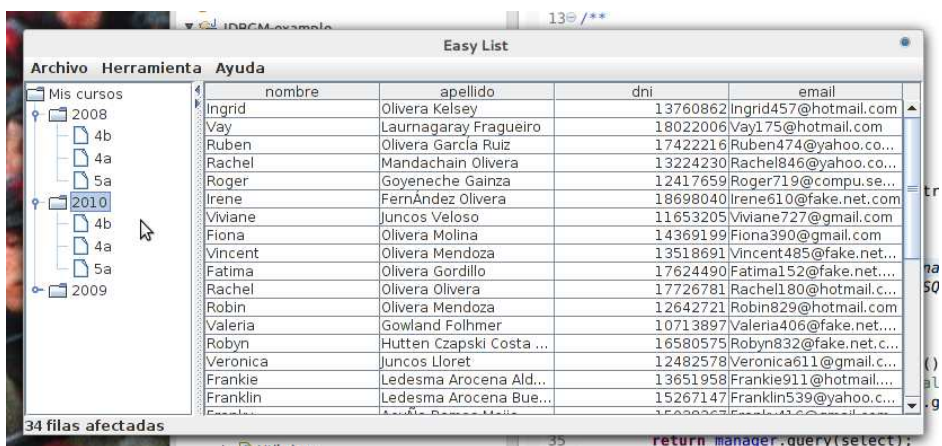 JDBCM-example
13 /**
Easy List
Archivo Herramienta Ayuda
Mis cursos
2008
4b
4a
5a
2010
4b
4a
5a
2009
nombre apellido dni email
Ingrid Olivera Kelsey 13760862 Ingrid457@hotmail.com
Vay Laurnagaray Fragueiro 18022006 Vay175@hotmail.com
Ruben Olivera GarcÍa Ruiz 17422216 Ruben474@yahoo.co...
Rachel Mandachain Olivera 13224230 Rachel846@yahoo.co...
Roger Goyeneche Gainza 12417659 Roger719@compu.se...
Irene FernÁndez Olivera 18698040 Irene610@fake.net.com
Viviane Juncos Veloso 11653205 Viviane727@gmail.com
Fiona Olivera Molina 14369199 Fiona390@gmail.com
Vincent Olivera Mendoza 13518691 Vincent485@fake.net...
Fatima Olivera Gordillo 17624490 Fatima152@fake.net....
Rachel Olivera Olivera 17726781 Rachel180@hotmail.c...
Robin Olivera Mendoza 12642721 Robin829@hotmail.com
Valeria Gowland Folhmer 10713897 Valeria406@fake.net....
Robyn Hutten Czapski Costa ... 16580575 Robyn832@fake.net.c...
Veronica Juncos Lloret 12482578 Veronica611@gmail.c...
Frankie Ledesma Arocena Ald... 13651958 Frankie911@hotmail....
Franklin Ledesma Arocena Bue... 15267147 Franklin539@yahoo.c...
34 filas afectadas
35 return manager.query(select);